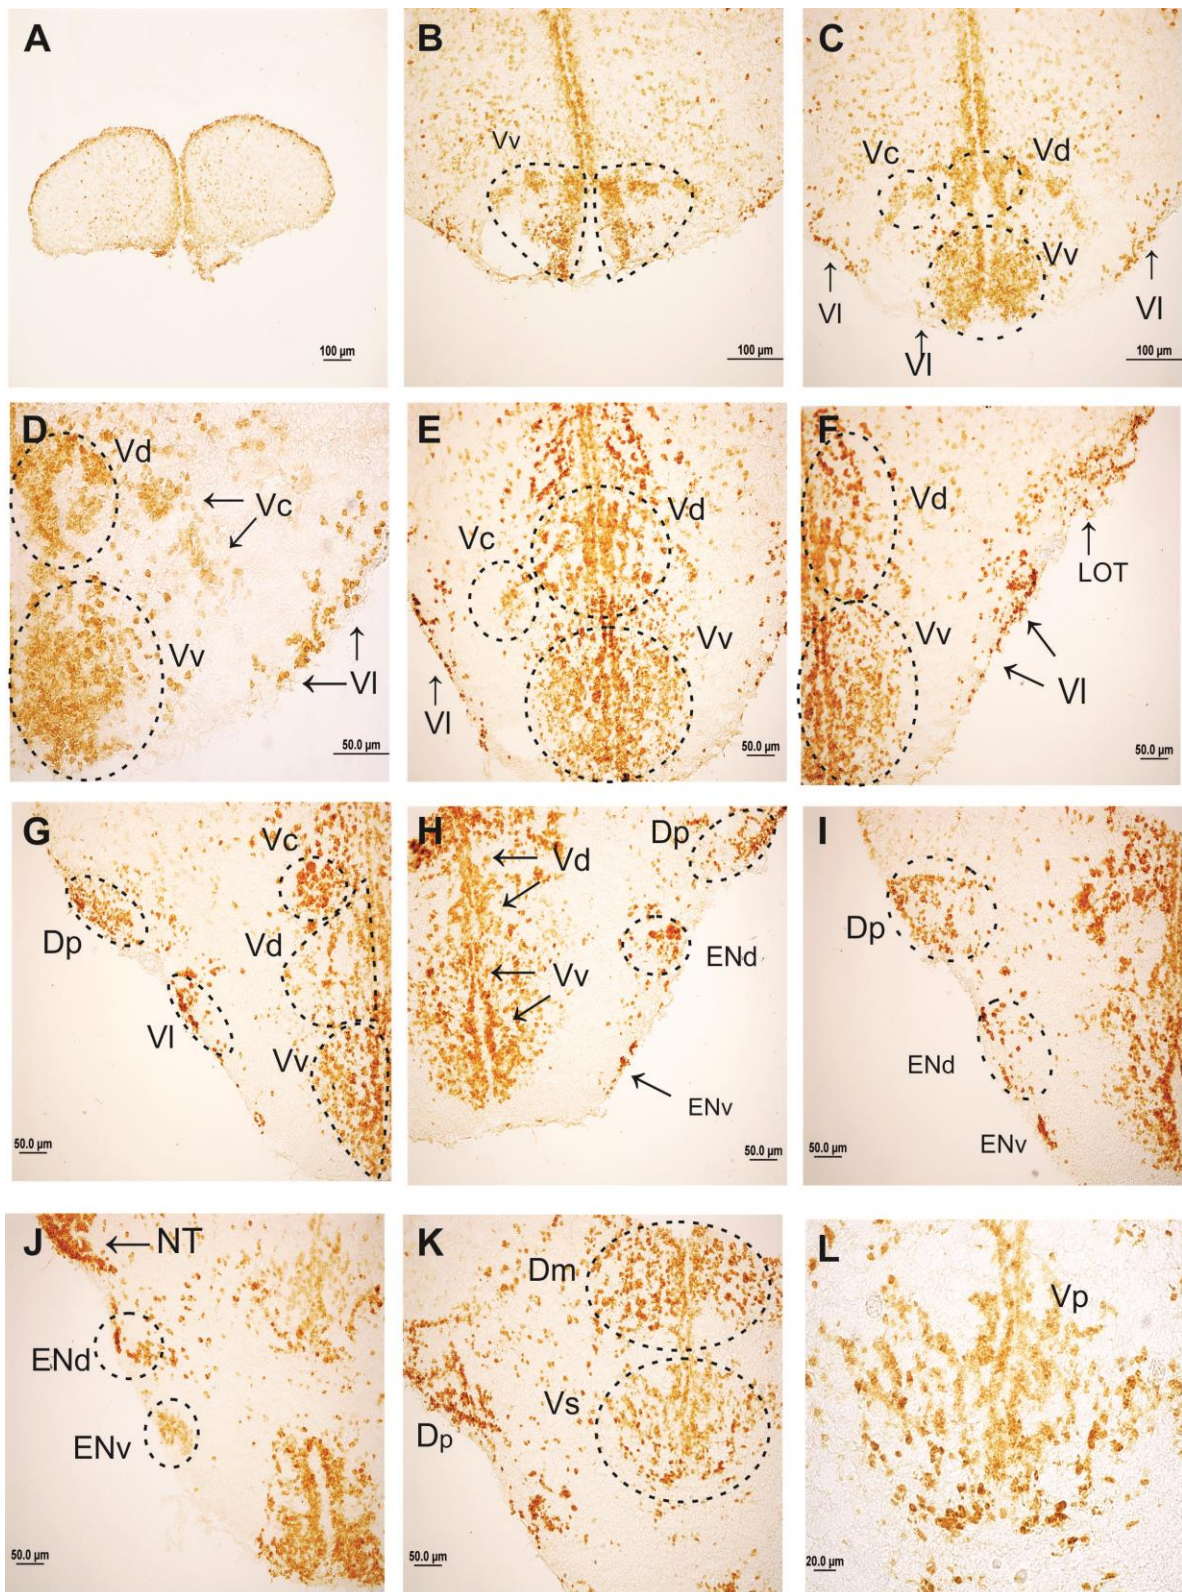 A
100 µm
B
Vv
100 µm
C
Vc
Vd
Vv
Vl
Vl
Vl
100 µm
D
Vd
Vc
Vv
Vl
50.0 µm
E
Vd
Vc
Vv
Vl
50.0 µm
F
Vd
LOT
Vv
Vl
50.0 µm
G
Vc
Dp
Vd
Vl
Vv
50.0 µm
H
Dp
Vd
ENd
Vv
ENv
50.0 µm
I
Dp
ENd
ENv
50.0 µm
J
NT
ENd
ENv
50.0 µm
K
Dm
Vs
Dp
50.0 µm
L
Vp
20.0 µm